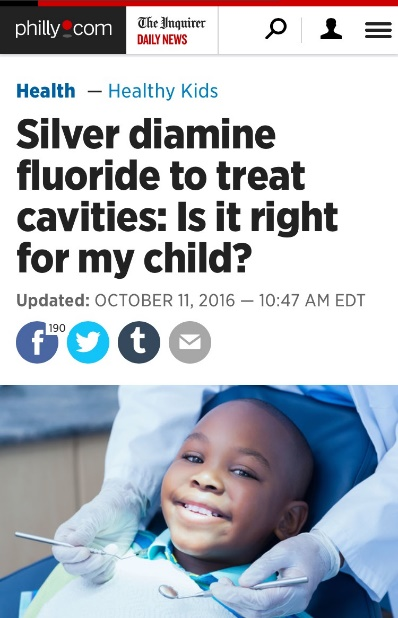 philly.com
The Inquirer
DAILY NEWS
Health — Healthy Kids
Silver diamine
fluoride to treat
cavities: Is it right
for my child?
Updated: OCTOBER 11, 2016 — 10:47 AM EDT
f 190 t